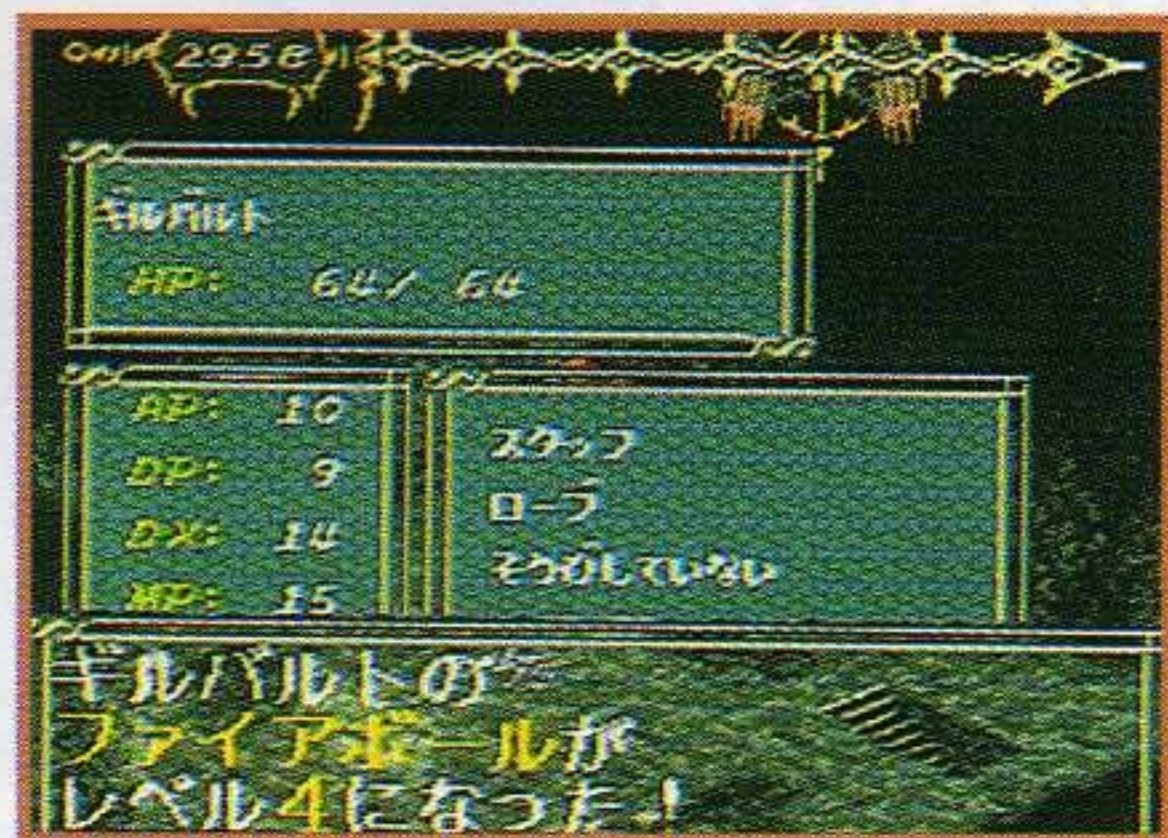 2958
ギルバルト
HP: 64/ 64
AP: 10
DP: 9
DX: 14
MP: 15
スタッフ
ローブ
そうびしていない
ギルバルトの
ファイアボールが
レベル4になった!